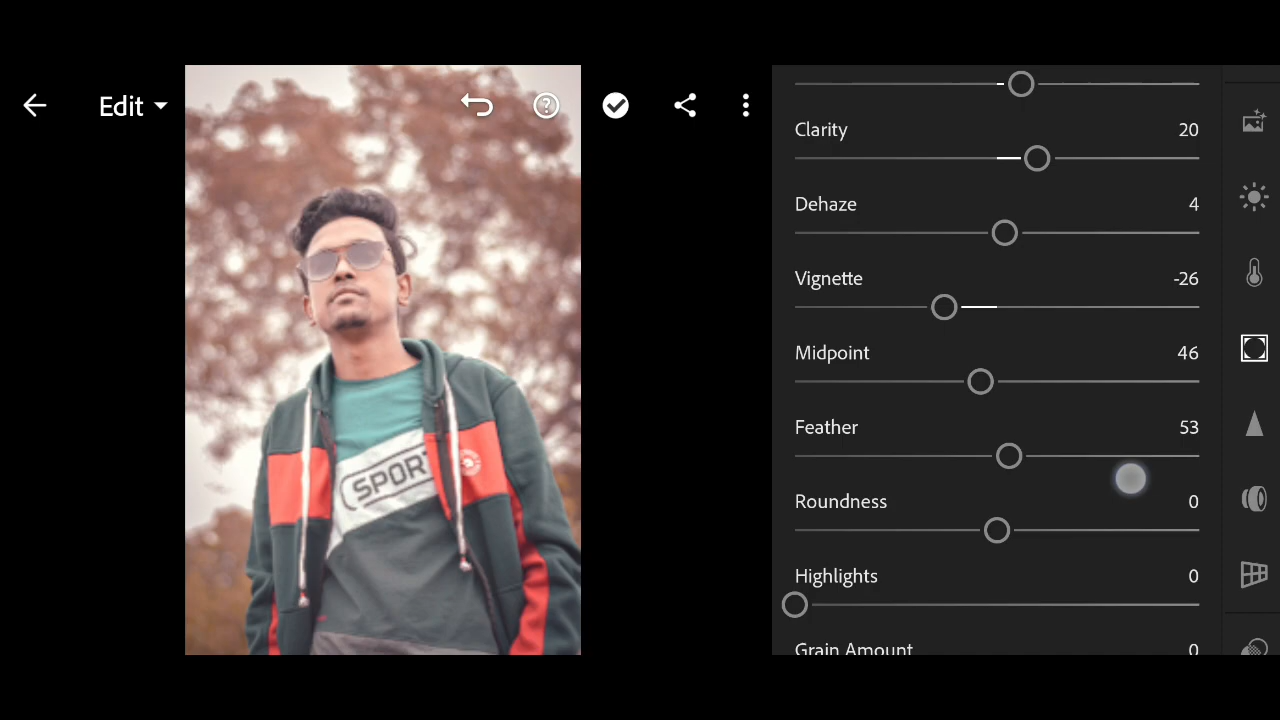 Edit
Clarity 20
Dehaze 4
Vignette -26
Midpoint 46
Feather 53
Roundness 0
Highlights 0
Grain Amount 0
SPORT